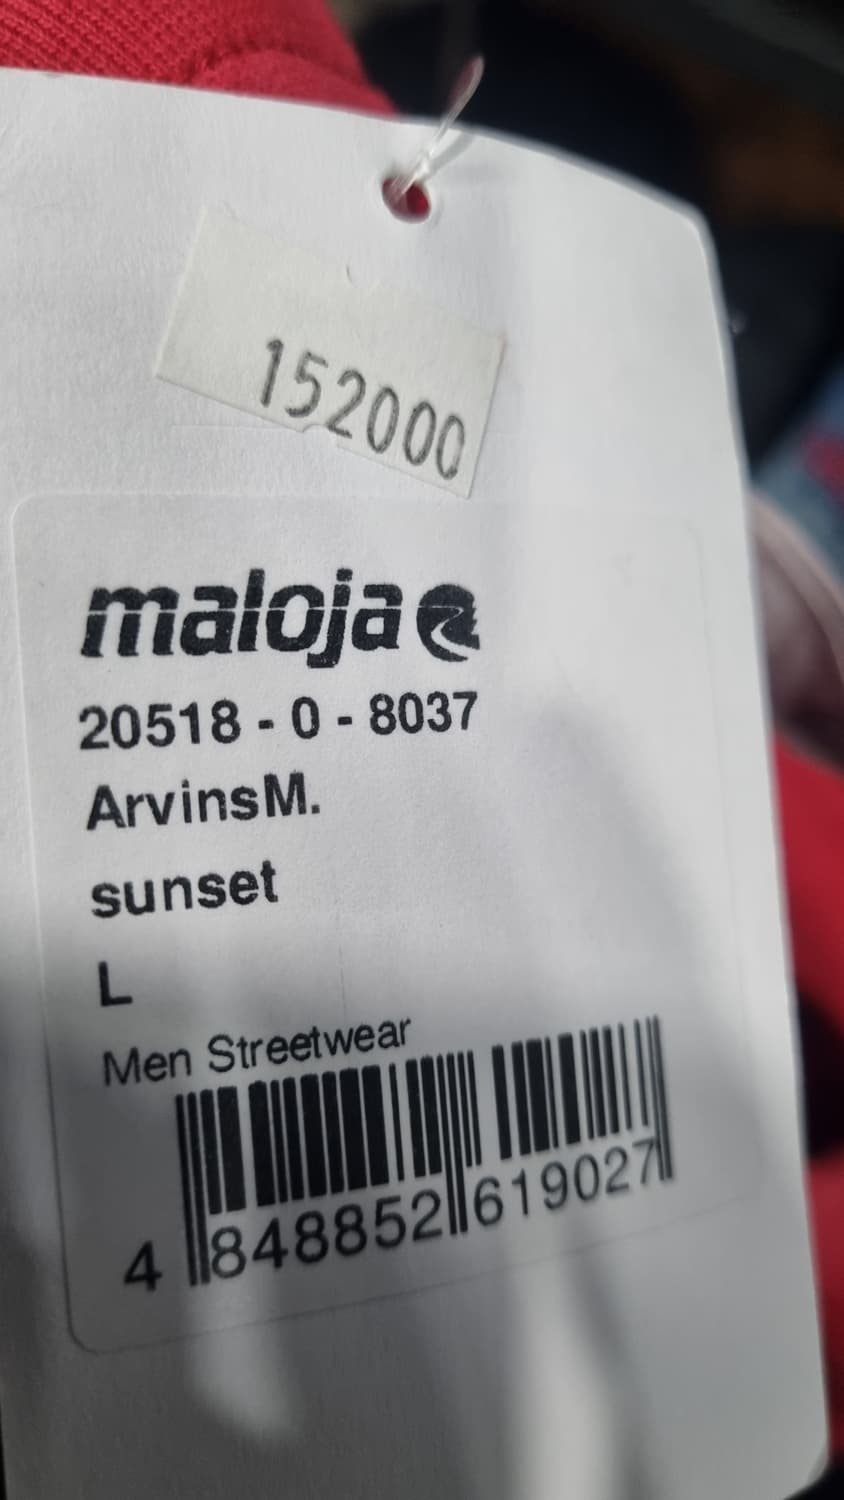 152000
maloja
20518 - 0 - 8037
ArvinsM.
sunset
L
Men Streetwear
4 848852 619027